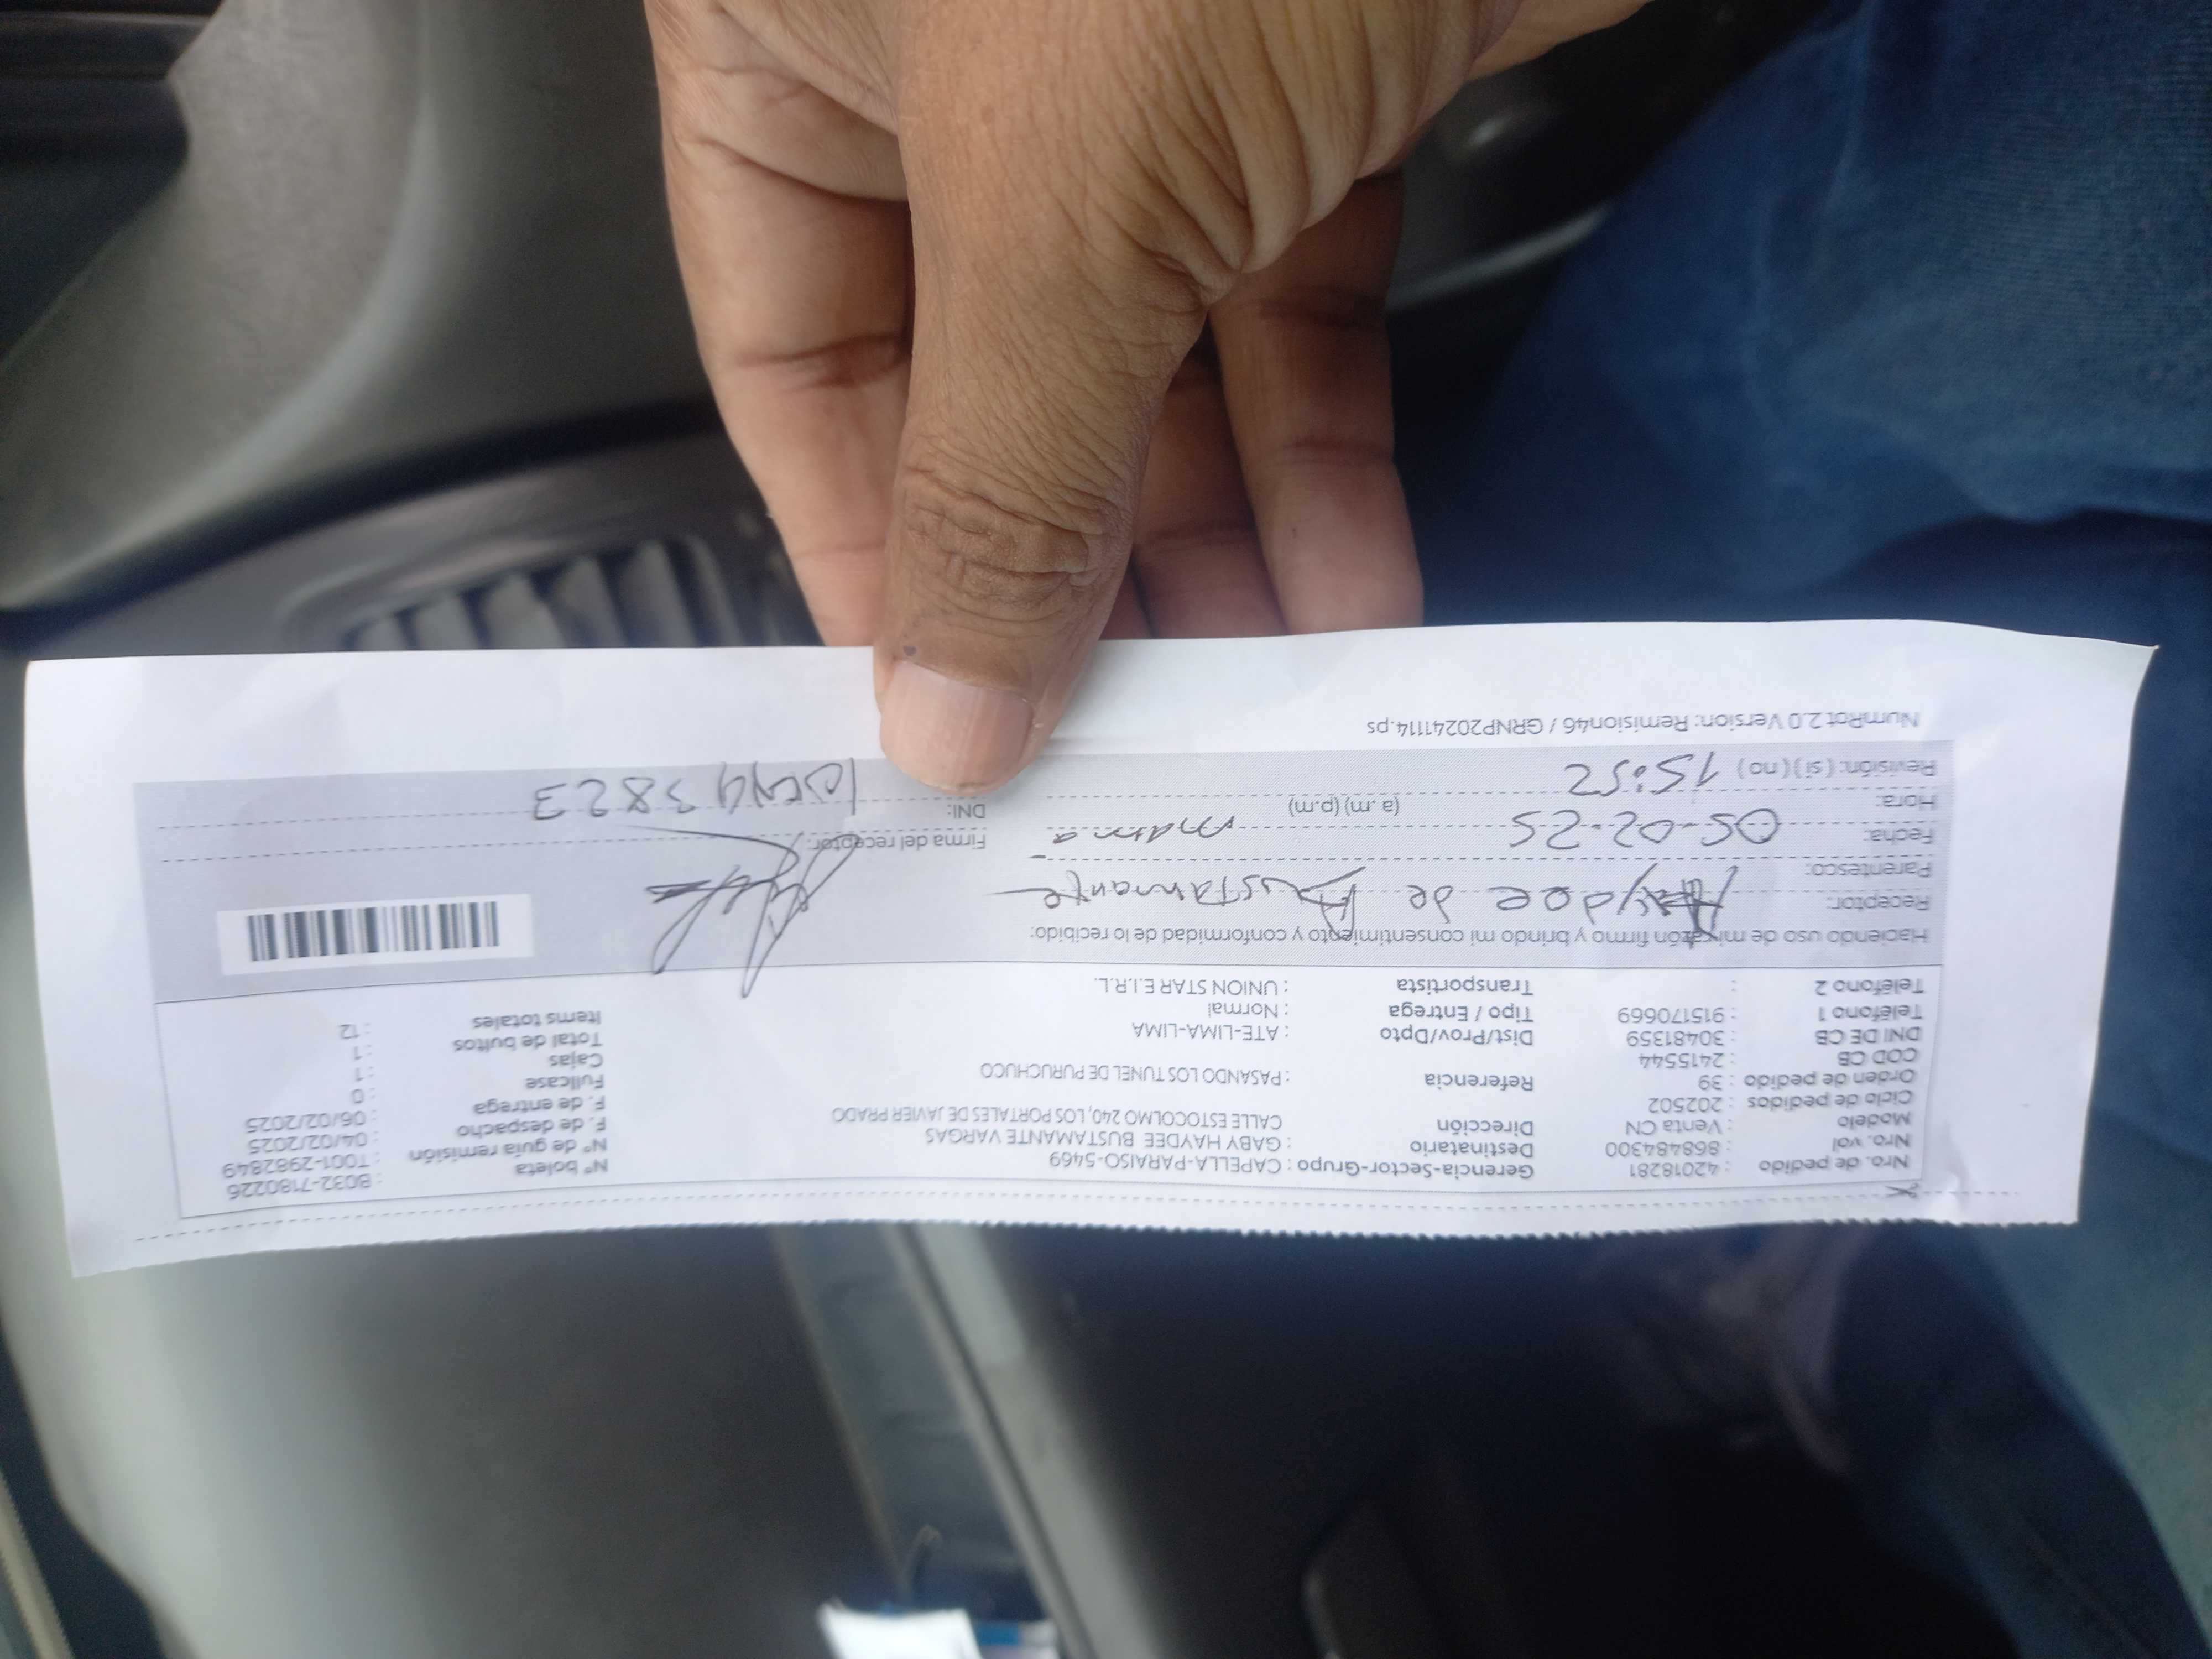 Nro. de pedido : 42018281 Gerencia-Sector-Grupo : CAPELLA-PARAISO-5469 N° boleta : B032-7180226
Nro. vol : 868484300 Destinatario : GABY HAYDEE BUSTAMANTE VARGAS N° de guía remisión : T001-2982849
Modelo : Venta CN Dirección CALLE ESTOCOLMO 240, LOS PORTALES DE JAVIER PRADO F. de despacho : 04/02/2025
Ciclo de pedidos : 202502 F. de entrega : 06/02/2025
Orden de pedido : 39 Referencia : PASANDO LOS TUNEL DE PURUCHUCO Fullcase : 0
COD CB : 2415544 Cajas : 1
DNI DE CB : 30481359 Dist/Prov/Dpto : ATE-LIMA-LIMA Total de bultos : 1
Teléfono 1 : 915170669 Tipo / Entrega : Normal Items totales : 12
Teléfono 2 : Transportista : UNION STAR E.I.R.L.
Haciendo uso de mi razón firmo y brindo mi consentimiento y conformidad de lo recibido:
Receptor: Haydee de Bustamante
Parentesco: mama
Fecha: 05-02-25 Firma del receptor:
Hora: (a.m) (p.m) DNI:
Revisión: (si) (no) 15:52
NumRot 2.0 Version: Remision46 / GRNP20241114.ps